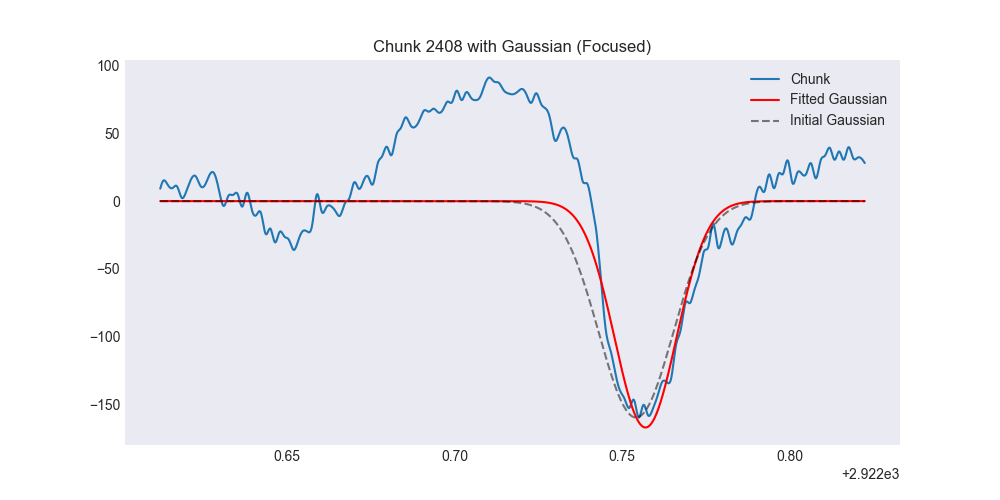 Chunk 2408 with Gaussian (Focused)
100
50
0
−50
−100
−150
Chunk
Fitted Gaussian
Initial Gaussian
0.65 0.70 0.75 0.80
+2.922e3